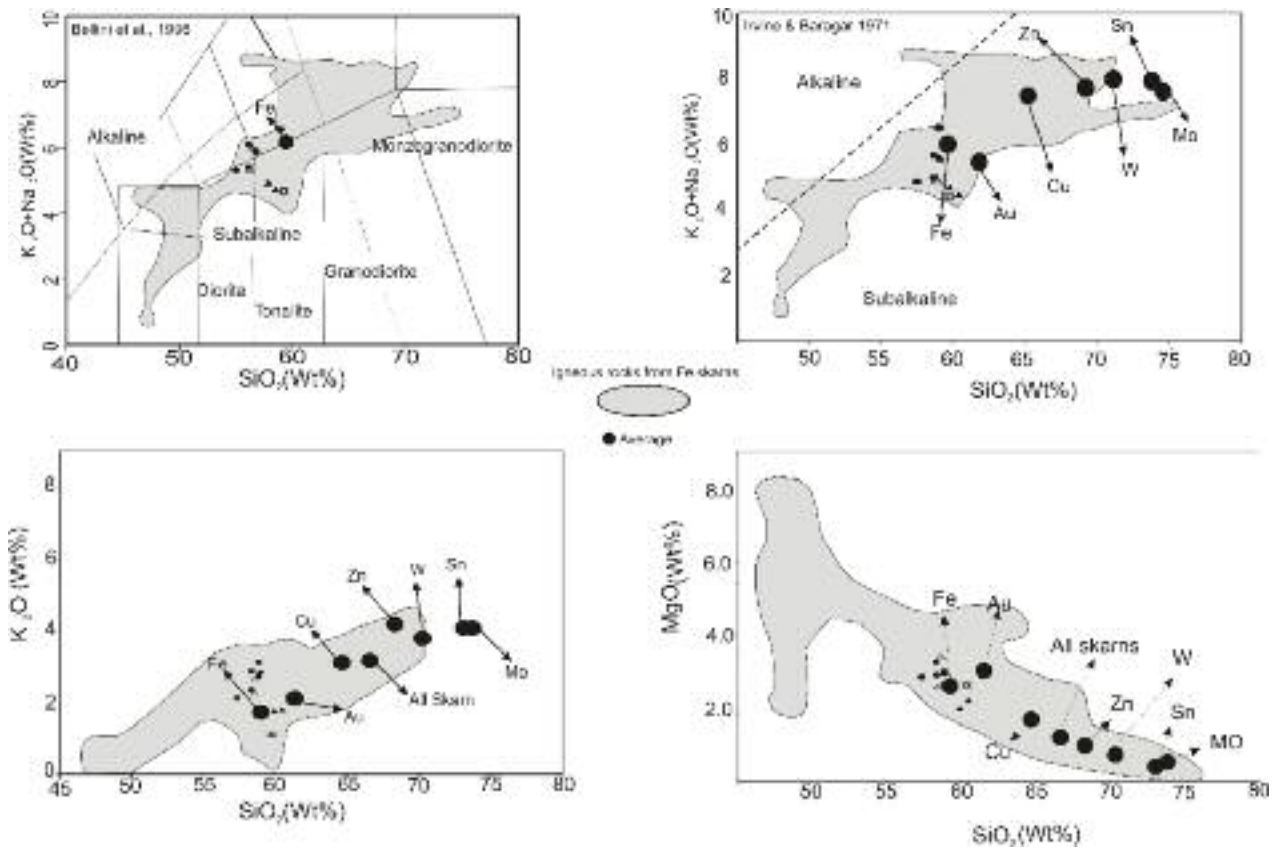 Bellini et al., 1996
10
8
6
4
2
0
K2O+Na2O(Wt%)
Alkaline
Fe
Monzogranodiorite
Subalkaline
Granodiorite
Diorite
Tonalite
40
50
60
70
80
SiO2(Wt%)
Irvine & Baragar 1971
10
8
6
4
2
K2O+Na2O(Wt%)
Alkaline
Zn
Sn
Mo
W
Cu
Au
Fe
Subalkaline
50
55
60
65
70
75
80
SiO2(Wt%)
Igneous rocks from Fe skarns
Average
8
6
4
2
0
K2O (Wt%)
Zn
W
Sn
Cu
Fe
Mo
All Skarn
Au
45
50
55
60
65
70
75
80
SiO2(Wt%)
8.0
6.0
4.0
2.0
MgO(Wt%)
Fe
Au
All skarns
W
Zn
Sn
MO
Cu
50
55
60
65
70
75
80
SiO2(Wt%)